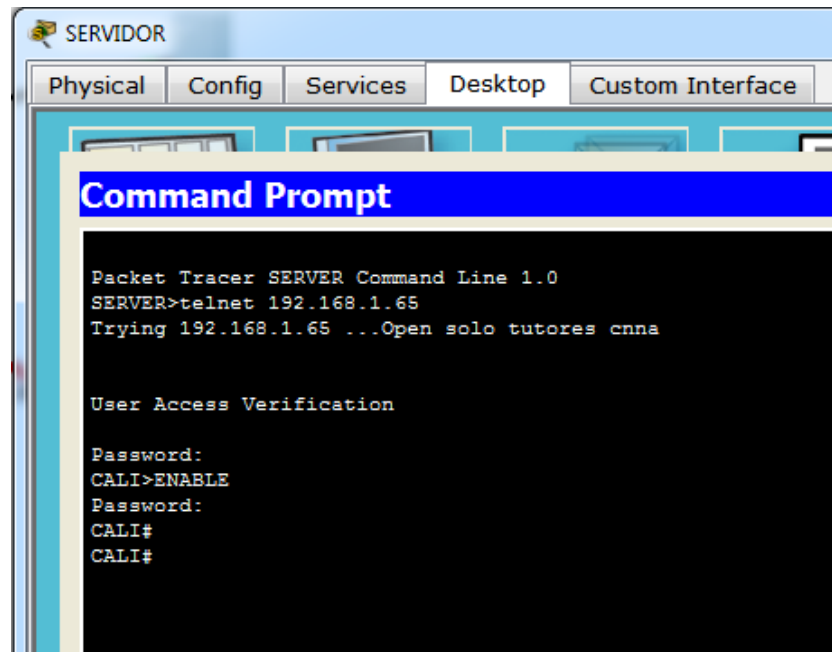 SERVIDOR
Physical Config Services Desktop Custom Interface
Command Prompt
Packet Tracer SERVER Command Line 1.0
SERVER>telnet 192.168.1.65
Trying 192.168.1.65 ...Open solo tutores cnna
User Access Verification
Password:
CALI>ENABLE
Password:
CALI#
CALI#